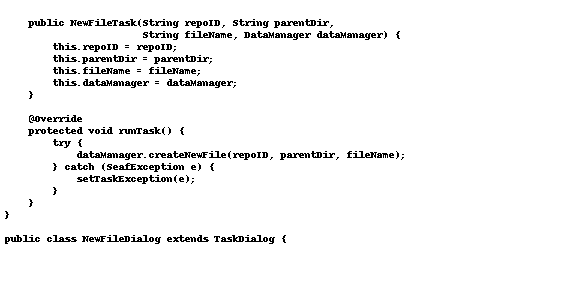 public NewFileTask(String repoID, String parentDir,
String fileName, DataManager dataManager) {
this.repoID = repoID;
this.parentDir = parentDir;
this.fileName = fileName;
this.dataManager = dataManager;
}
@Override
protected void runTask() {
try {
dataManager.createNewFile(repoID, parentDir, fileName);
} catch (SeafException e) {
setTaskException(e);
}
}
}
public class NewFileDialog extends TaskDialog {